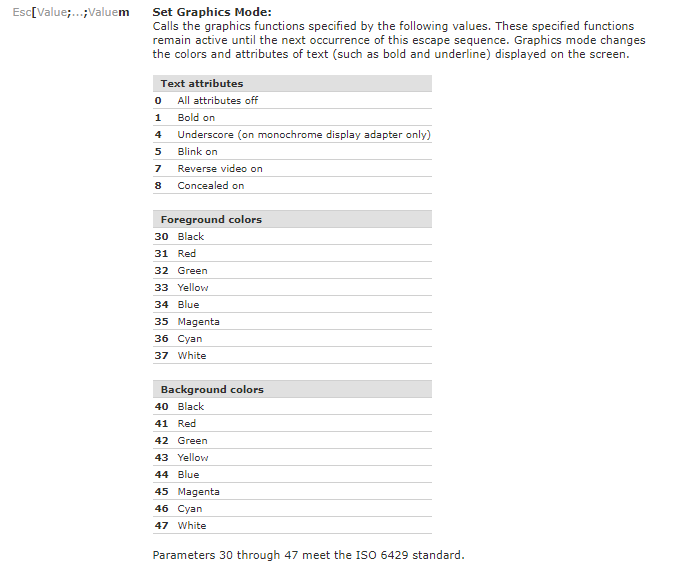 Esc[Value;...;Valuem Set Graphics Mode:
Calls the graphics functions specified by the following values. These specified functions
remain active until the next occurrence of this escape sequence. Graphics mode changes
the colors and attributes of text (such as bold and underline) displayed on the screen.
Text attributes
0 All attributes off
1 Bold on
4 Underscore (on monochrome display adapter only)
5 Blink on
7 Reverse video on
8 Concealed on
Foreground colors
30 Black
31 Red
32 Green
33 Yellow
34 Blue
35 Magenta
36 Cyan
37 White
Background colors
40 Black
41 Red
42 Green
43 Yellow
44 Blue
45 Magenta
46 Cyan
47 White
Parameters 30 through 47 meet the ISO 6429 standard.